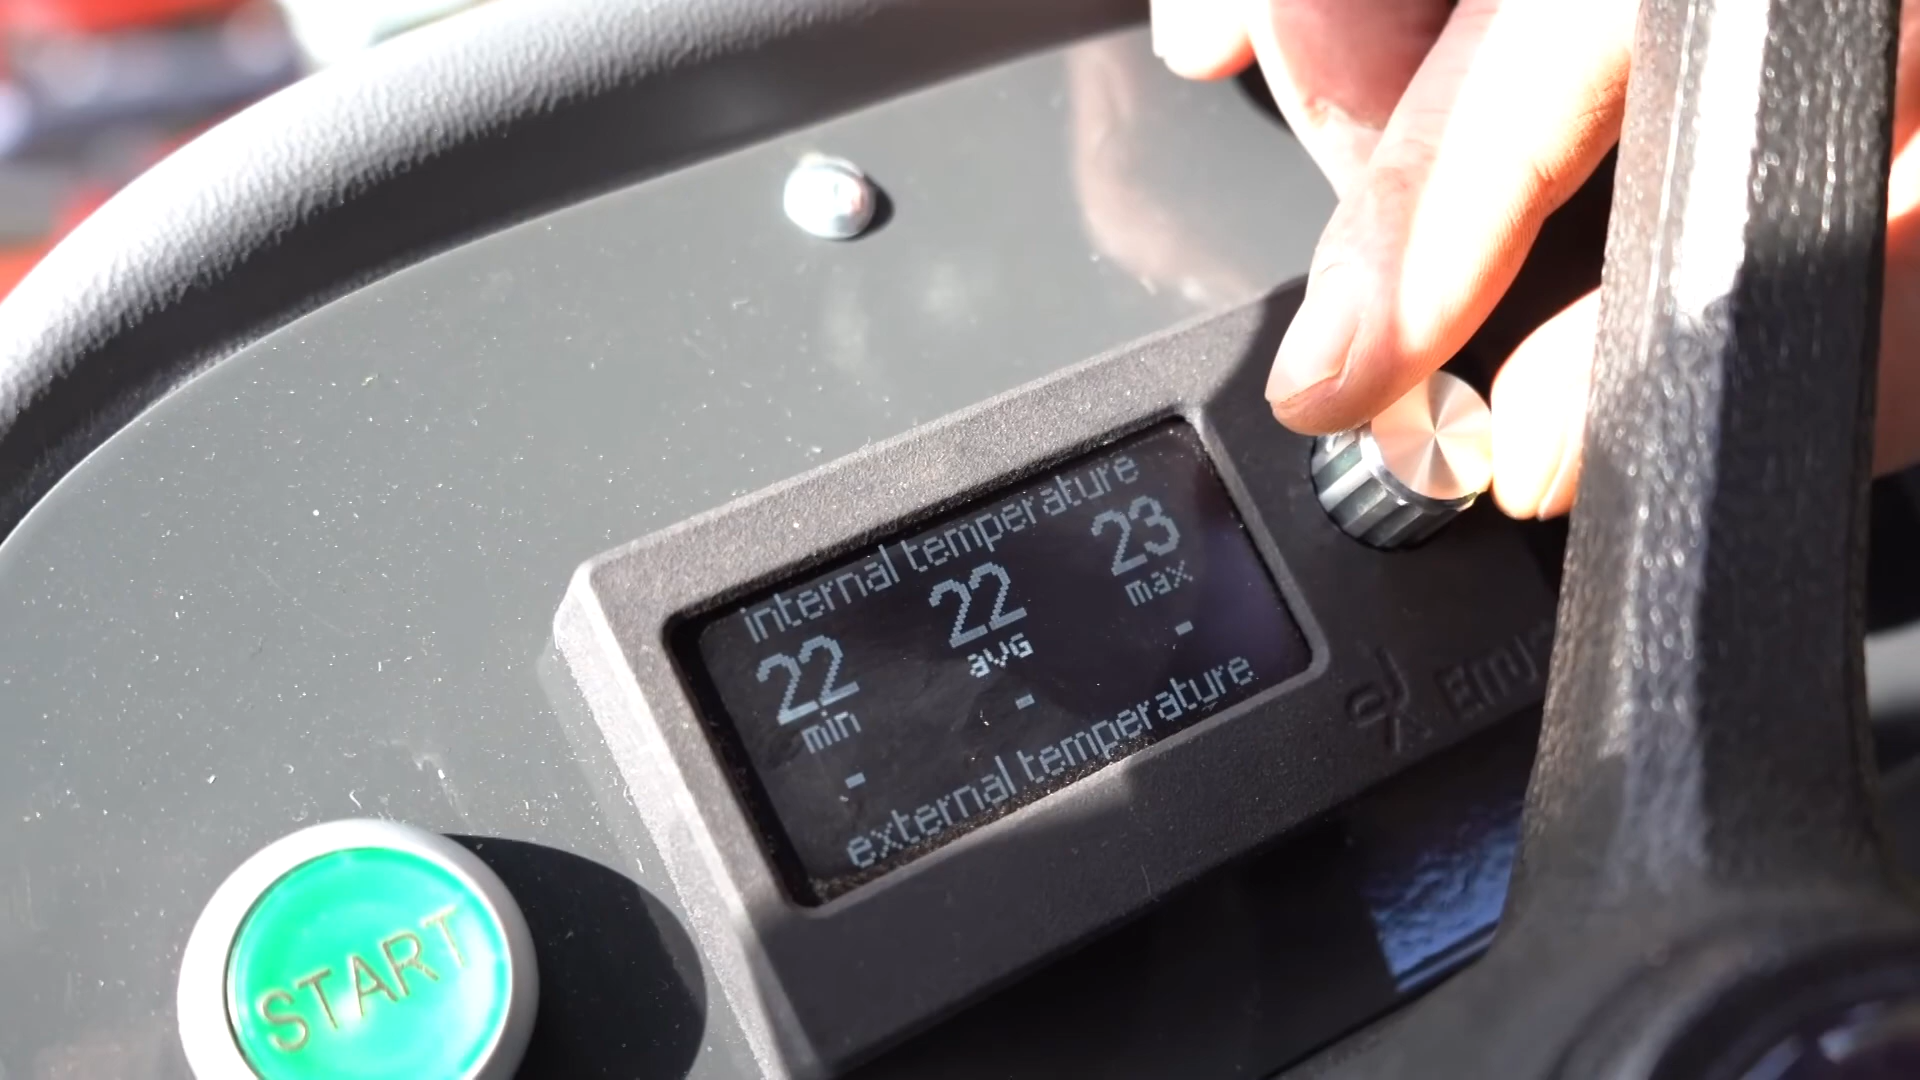 internal temperature
22 22 23
min avg max
- - -
external temperature
START